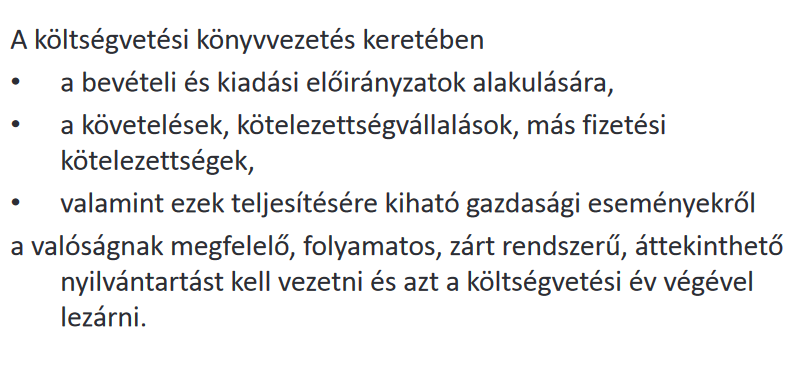 A költségvetési könyvvezetés keretében
• a bevételi és kiadási előirányzatok alakulására,
• a követelések, kötelezettségvállalások, más fizetési
kötelezettségek,
• valamint ezek teljesítésére kiható gazdasági eseményekről
a valóságnak megfelelő, folyamatos, zárt rendszerű, áttekinthető
nyilvántartást kell vezetni és azt a költségvetési év végével
lezárni.